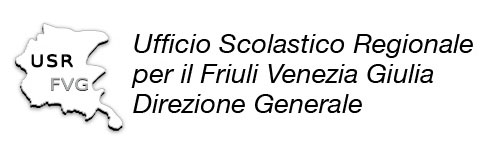 USR
FVG
Ufficio Scolastico Regionale
per il Friuli Venezia Giulia
Direzione Generale